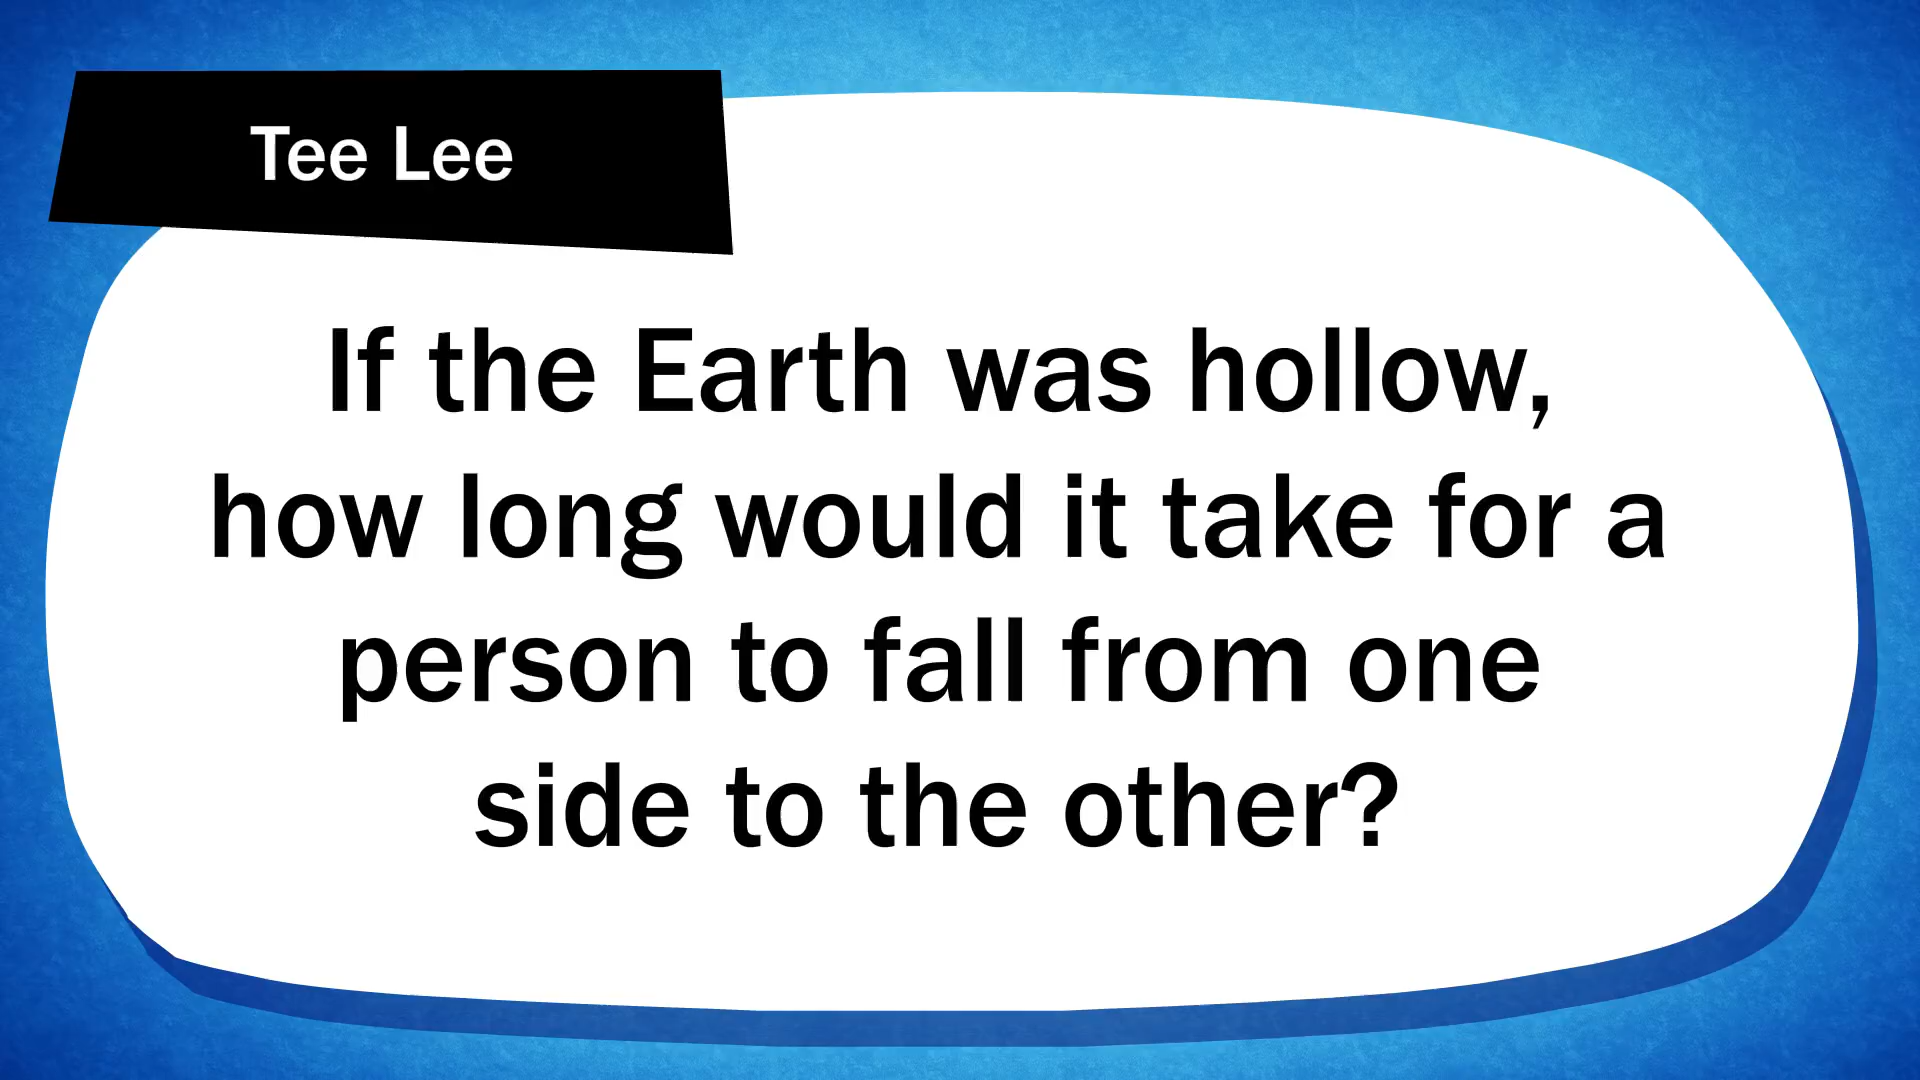 Tee Lee
If the Earth was hollow,
how long would it take for a
person to fall from one
side to the other?